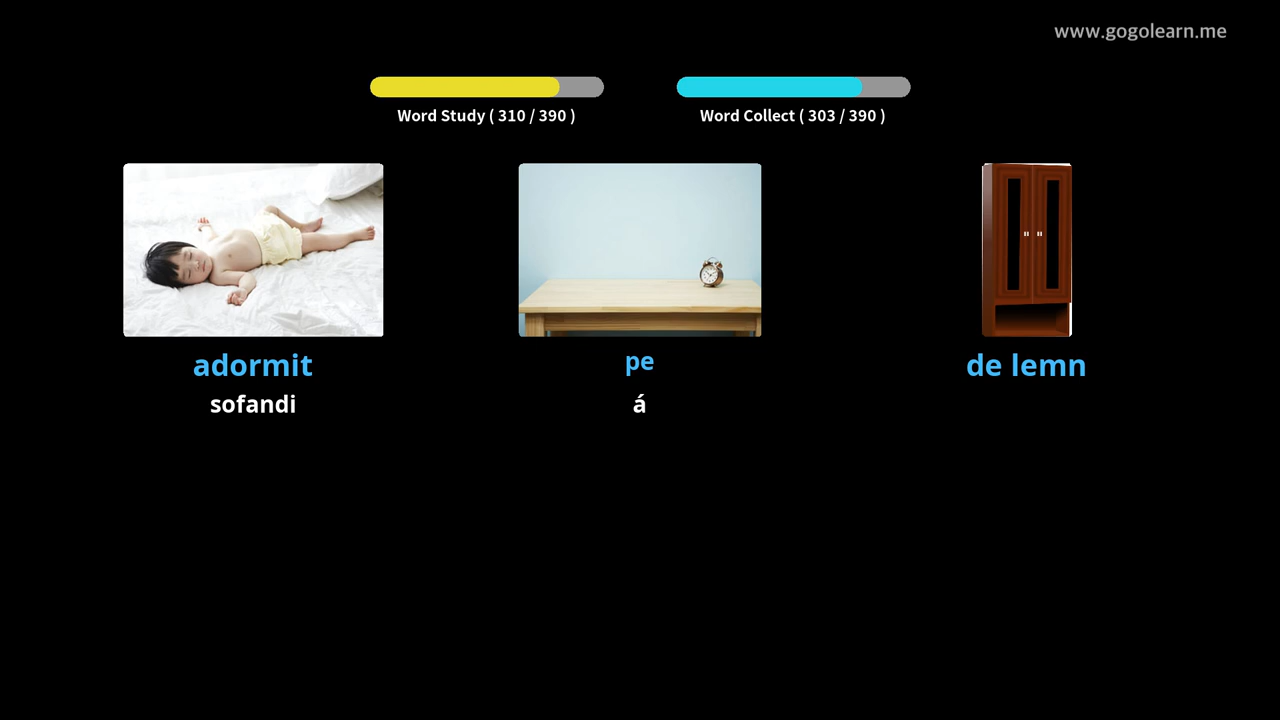 www.gogolearn.me
Word Study ( 310 / 390 )
Word Collect ( 303 / 390 )
adormit
pe
de lemn
sofandi
á